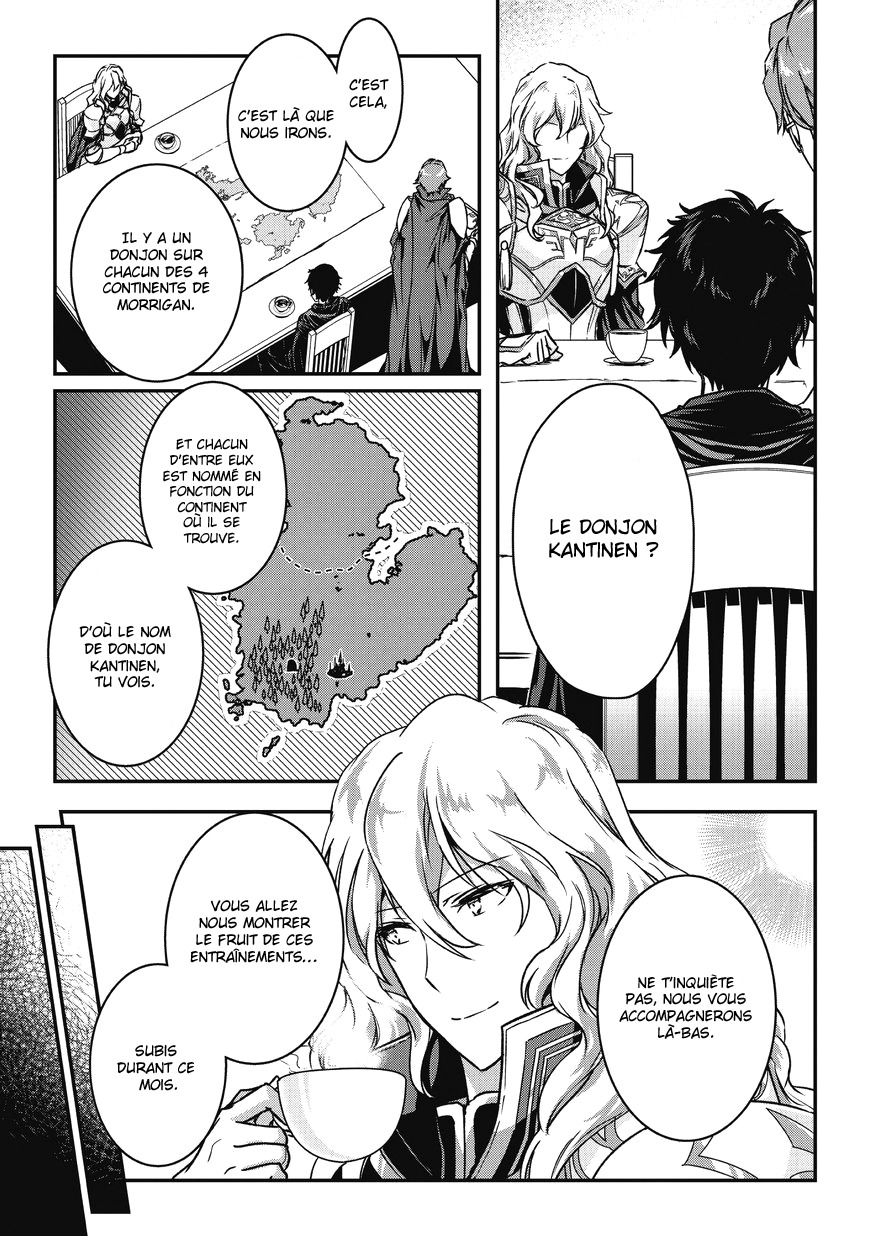 LE DONJON
KANTINEN ?
C'EST
CELA,
C'EST LÀ QUE
NOUS IRONS.
IL Y A UN
DONJON SUR
CHACUN DES 4
CONTINENTS DE
MORRIGAN.
ET CHACUN
D'ENTRE EUX
EST NOMMÉ EN
FONCTION DU
CONTINENT
OÙ IL SE
TROUVE.
D'OÙ LE NOM
DE DONJON
KANTINEN,
TU VOIS.
NE T'INQUIÈTE
PAS, NOUS VOUS
ACCOMPAGNERONS
LÀ-BAS.
VOUS ALLEZ
NOUS MONTRER
LE FRUIT DE CES
ENTRAÎNEMENTS...
SUBIS
DURANT CE
MOIS.